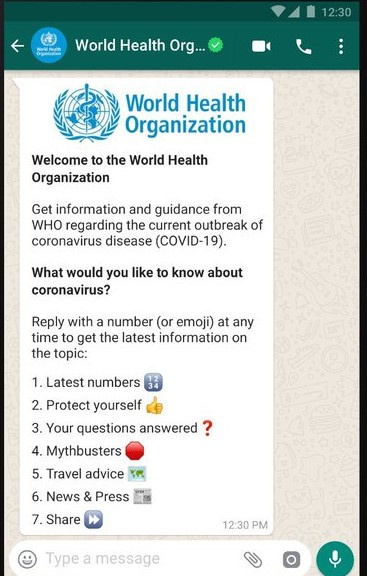 12:30
World Health Org...
World Health
Organization
Welcome to the World Health
Organization
Get information and guidance from
WHO regarding the current outbreak of
coronavirus disease (COVID-19).
What would you like to know about
coronavirus?
Reply with a number (or emoji) at any
time to get the latest information on
the topic:
1. Latest numbers 🔢
2. Protect yourself 👍
3. Your questions answered ❓
4. Mythbusters 🛑
5. Travel advice 🗺️
6. News & Press 📰
7. Share ⏩
12:30 PM
Type a message